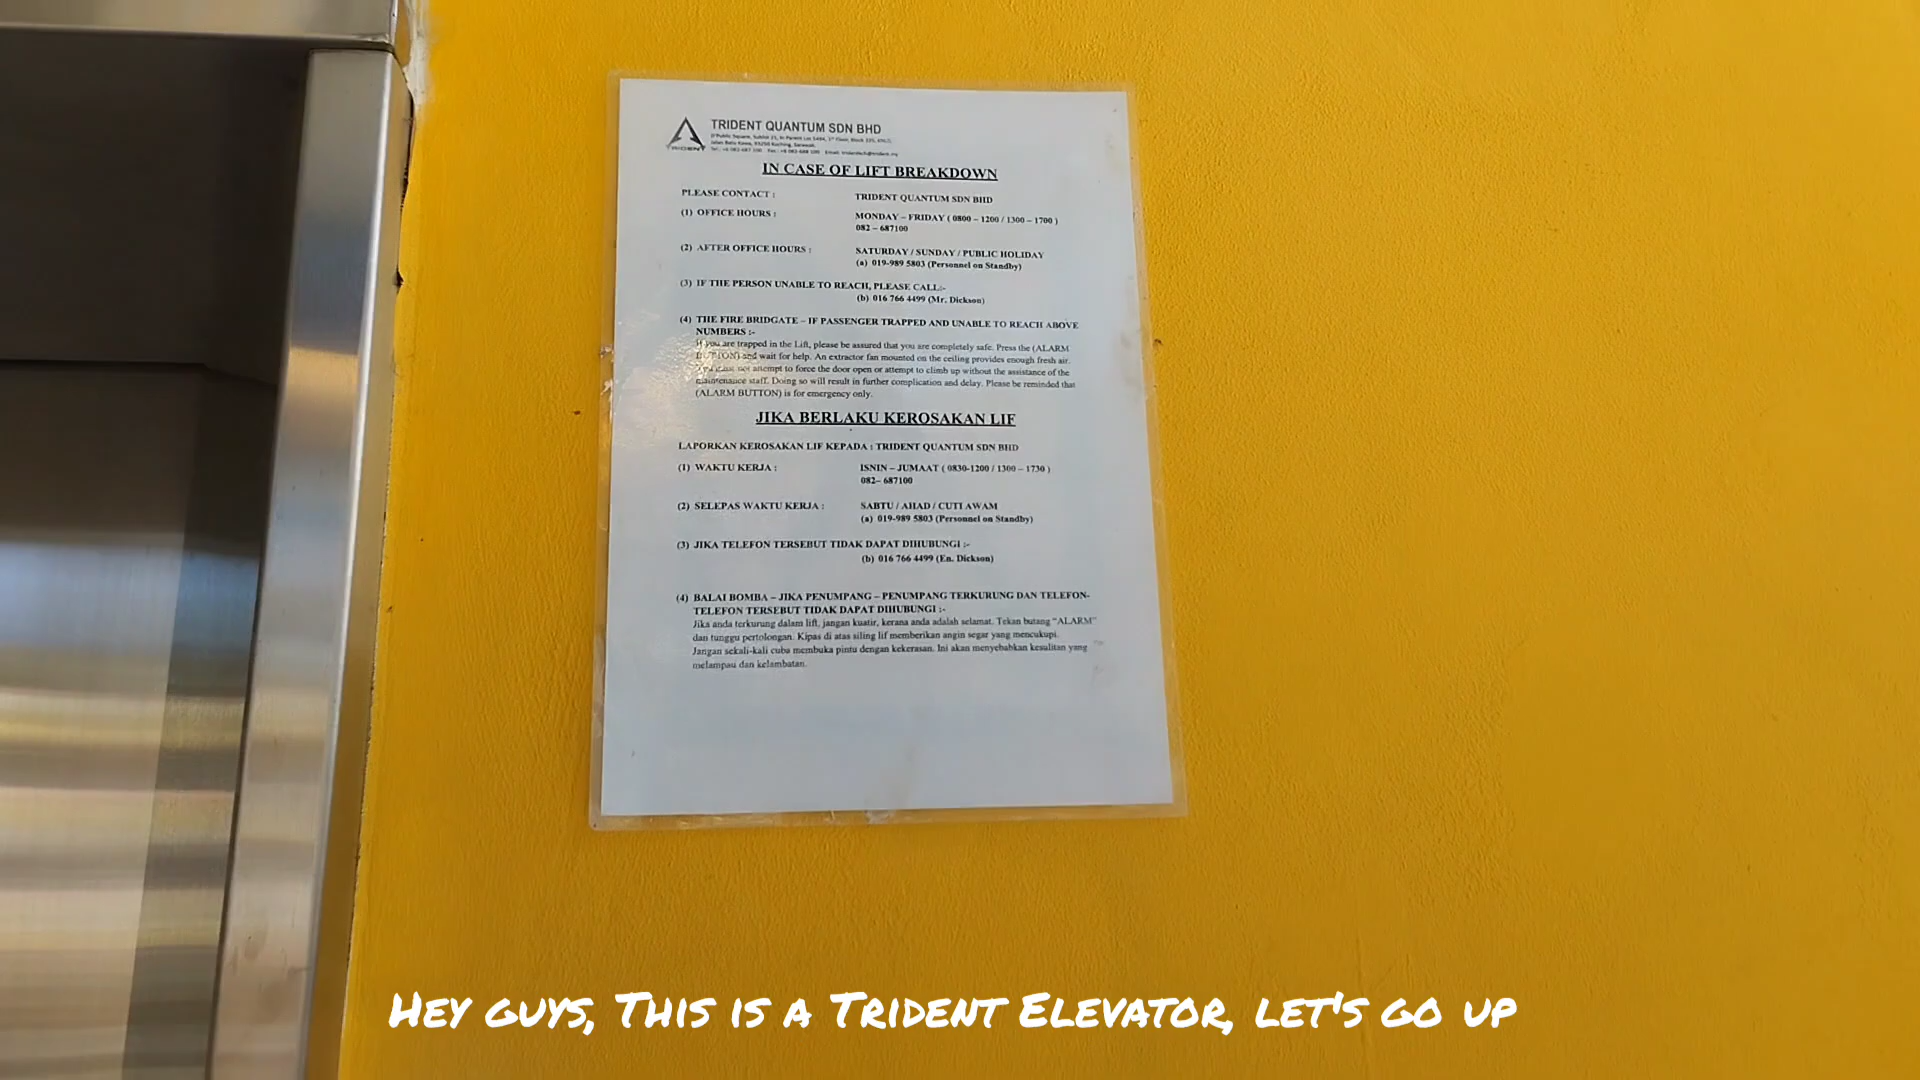 TRIDENT QUANTUM SDN BHD
TRIDENT
IN CASE OF LIFT BREAKDOWN
PLEASE CONTACT : TRIDENT QUANTUM SDN BHD
(1) OFFICE HOURS : MONDAY – FRIDAY ( 0800 – 1200 / 1300 – 1700 )
082 – 687100
(2) AFTER OFFICE HOURS : SATURDAY / SUNDAY / PUBLIC HOLIDAY
(a) 019-989 5803 (Personnel on Standby)
(3) IF THE PERSON UNABLE TO REACH, PLEASE CALL:-
(b) 016 766 4499 (Mr. Dickson)
(4) THE FIRE BRIDGATE – IF PASSENGER TRAPPED AND UNABLE TO REACH ABOVE
NUMBERS :-
If you are trapped in the Lift, please be assured that you are completely safe. Press the (ALARM
BUTTON) and wait for help. An extractor fan mounted on the ceiling provides enough fresh air.
not attempt to force the door open or attempt to climb up without the assistance of the
maintenance staff. Doing so will result in further complication and delay. Please be reminded that
(ALARM BUTTON) is for emergency only.
JIKA BERLAKU KEROSAKAN LIF
LAPORKAN KEROSAKAN LIF KEPADA : TRIDENT QUANTUM SDN BHD
(1) WAKTU KERJA : ISNIN – JUMAAT ( 0830-1200 / 1300 – 1730 )
082– 687100
(2) SELEPAS WAKTU KERJA : SABTU / AHAD / CUTI AWAM
(a) 019-989 5803 (Personnel on Standby)
(3) JIKA TELEFON TERSEBUT TIDAK DAPAT DIHUBUNGI :-
(b) 016 766 4499 (En. Dickson)
(4) BALAI BOMBA – JIKA PENUMPANG – PENUMPANG TERKURUNG DAN TELEFON-
TELEFON TERSEBUT TIDAK DAPAT DIHUBUNGI :-
Jika anda terkurung dalam lift, jangan kuatir, kerana anda adalah selamat. Tekan butang “ALARM”
dan tunggu pertolongan. Kipas di atas siling lif memberikan angin segar yang mencukupi.
Jangan sekali-kali cuba membuka pintu dengan kekerasan. Ini akan menyebabkan kesulitan yang
melampau dan kelambatan.
Hey guys, This is a Trident Elevator, let's go up